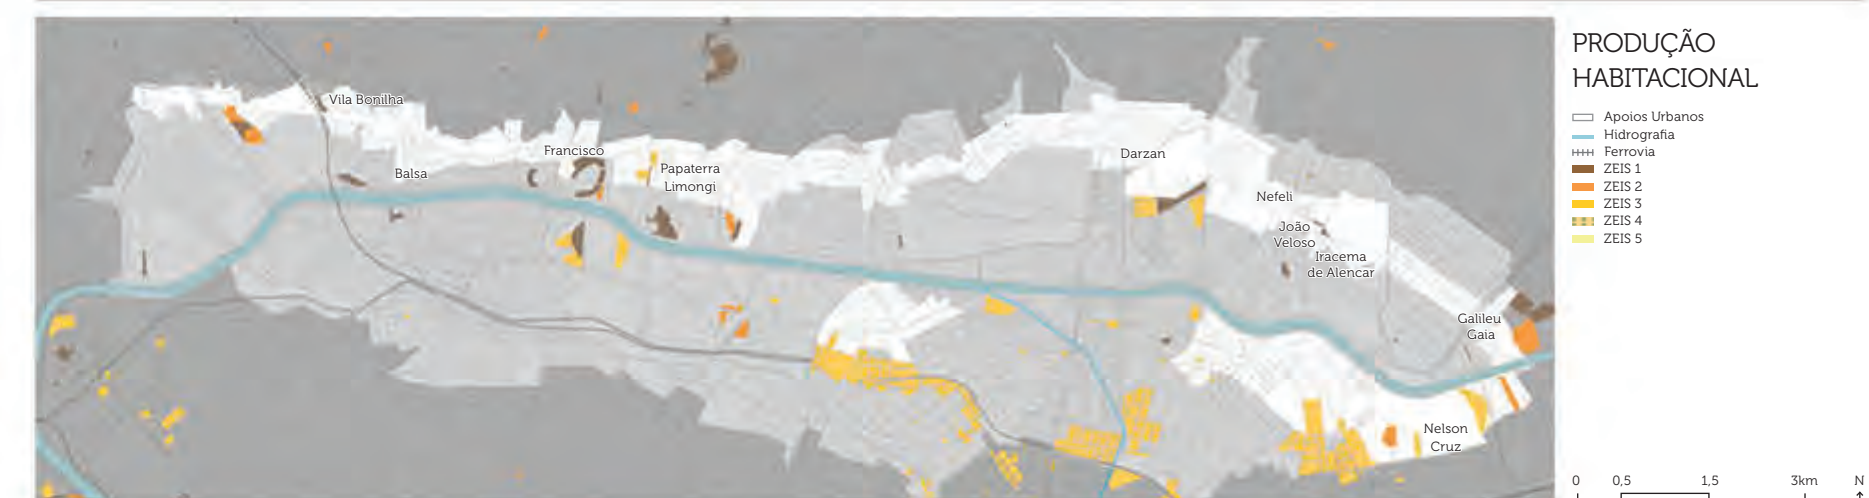 Vila Bonilha
Balsa
Francisco
Papaterra
Limongi
Darzan
Nefeli
João
Veloso
Iracema
de Alencar
Galileu
Gaia
Nelson
Cruz
PRODUÇÃO
HABITACIONAL
Apoios Urbanos
Hidrografia
Ferrovia
ZEIS 1
ZEIS 2
ZEIS 3
ZEIS 4
ZEIS 5
0 0,5 1,5 3km N